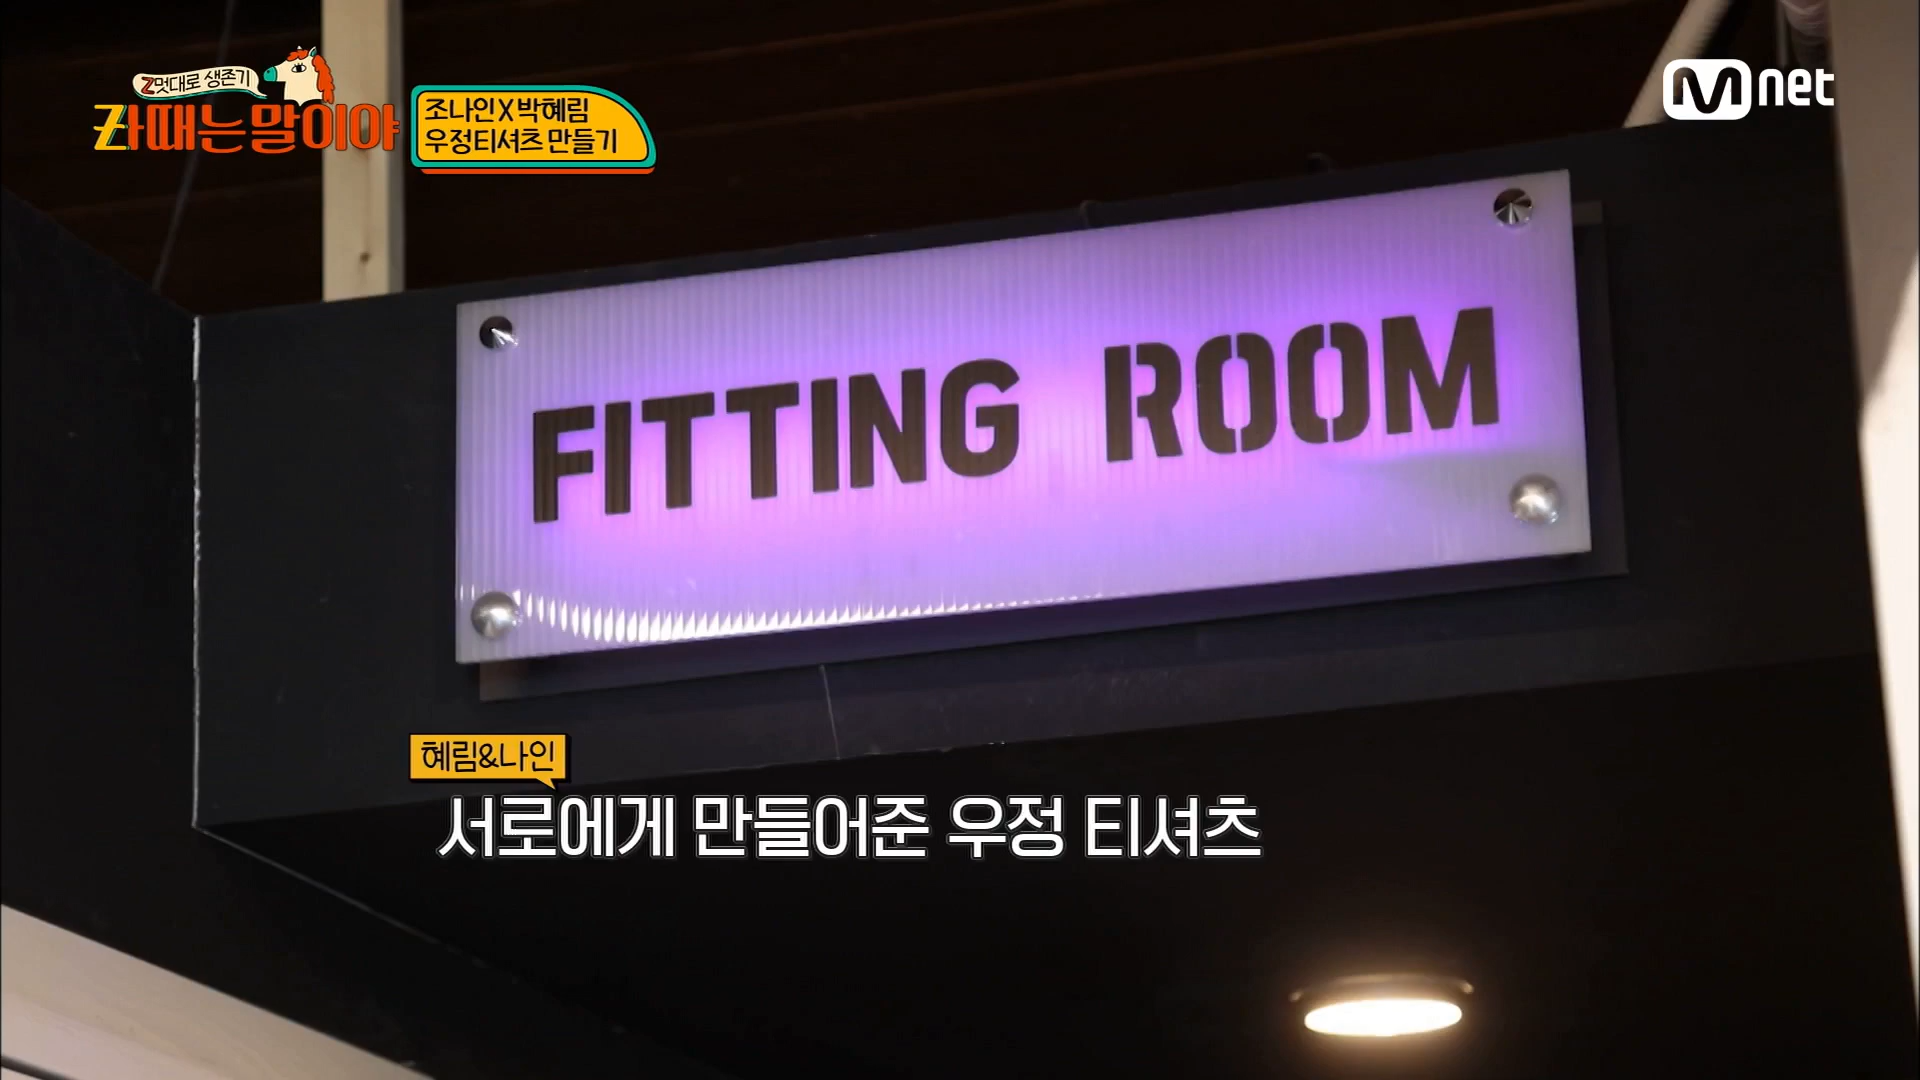 Z멋대로 생존기
Z라때는 말이야
조나인X박혜림
우정티셔츠 만들기
Mnet
FITTING ROOM
혜림&나인
서로에게 만들어준 우정 티셔츠